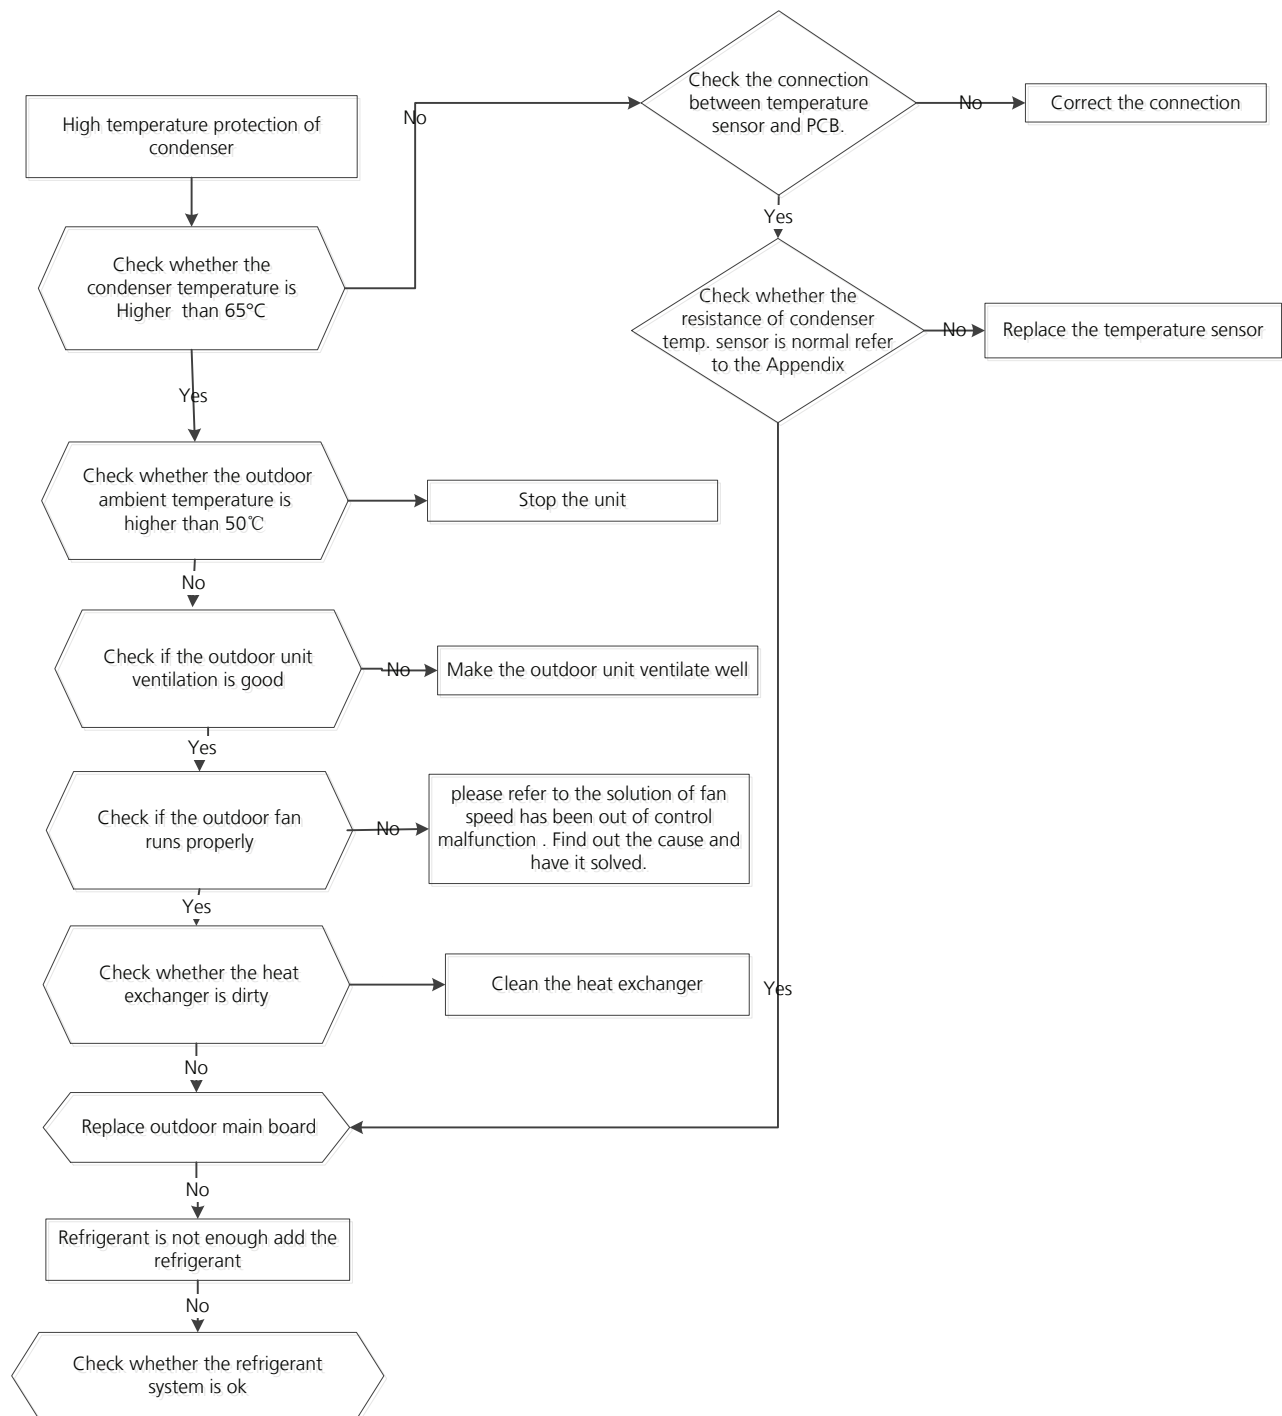 High temperature protection of
condenser
Check whether the
condenser temperature is
Higher than 65°C
No
Check the connection
between temperature
sensor and PCB.
No
Correct the connection
Yes
Check whether the
resistance of condenser
temp. sensor is normal refer
to the Appendix
No
Replace the temperature sensor
Yes
Yes
Check whether the outdoor
ambient temperature is
higher than 50℃
Stop the unit
No
Check if the outdoor unit
ventilation is good
No
Make the outdoor unit ventilate well
Yes
Check if the outdoor fan
runs properly
No
please refer to the solution of fan
speed has been out of control
malfunction . Find out the cause and
have it solved.
Yes
Check whether the heat
exchanger is dirty
Clean the heat exchanger
No
Replace outdoor main board
No
Refrigerant is not enough add the
refrigerant
No
Check whether the refrigerant
system is ok